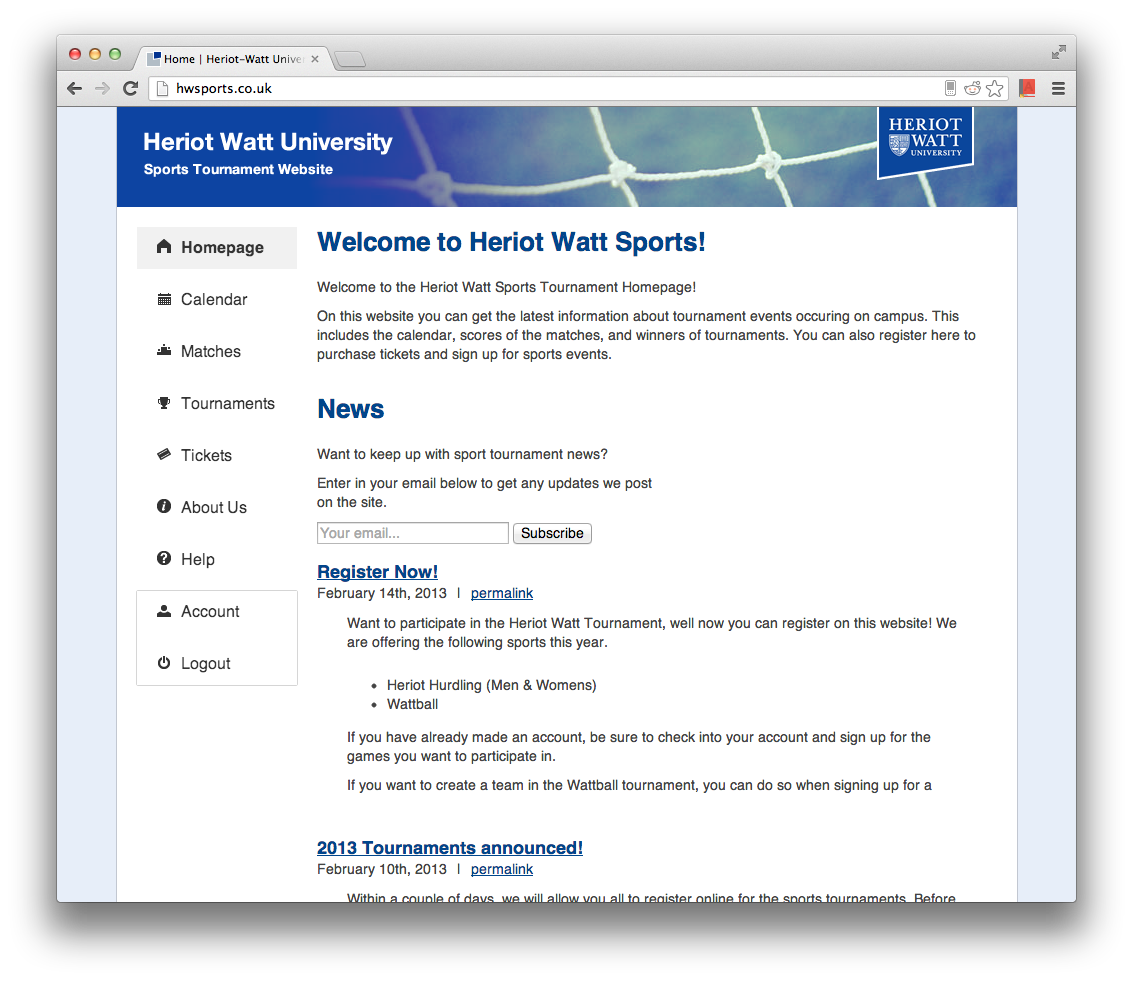 Home | Heriot-Watt Unive
hwsports.co.uk
Heriot Watt University
Sports Tournament Website
HERIOT
WATT
UNIVERSITY
Homepage
Calendar
Matches
Tournaments
Tickets
About Us
Help
Account
Logout
Welcome to Heriot Watt Sports!
Welcome to the Heriot Watt Sports Tournament Homepage!
On this website you can get the latest information about tournament events occuring on campus. This
includes the calendar, scores of the matches, and winners of tournaments. You can also register here to
purchase tickets and sign up for sports events.
News
Want to keep up with sport tournament news?
Enter in your email below to get any updates we post
on the site.
Your email... Subscribe
Register Now!
February 14th, 2013 | permalink
Want to participate in the Heriot Watt Tournament, well now you can register on this website! We
are offering the following sports this year.
• Heriot Hurdling (Men & Womens)
• Wattball
If you have already made an account, be sure to check into your account and sign up for the
games you want to participate in.
If you want to create a team in the Wattball tournament, you can do so when signing up for a
2013 Tournaments announced!
February 10th, 2013 | permalink
Within a couple of days, we will allow you all to register online for the sports tournaments. Before